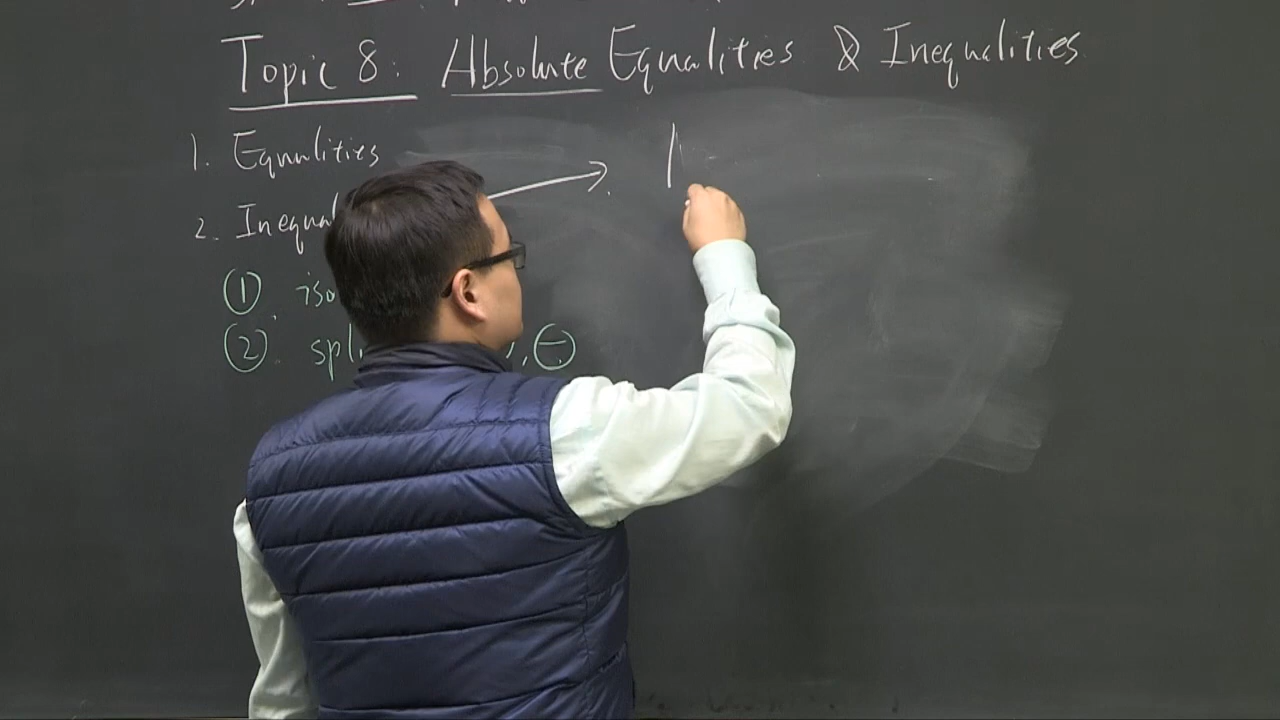 Topic 8: Absolute Equalities & Inequalities
1. Equalities
2. Inequal
① iso
② spl , ⊖